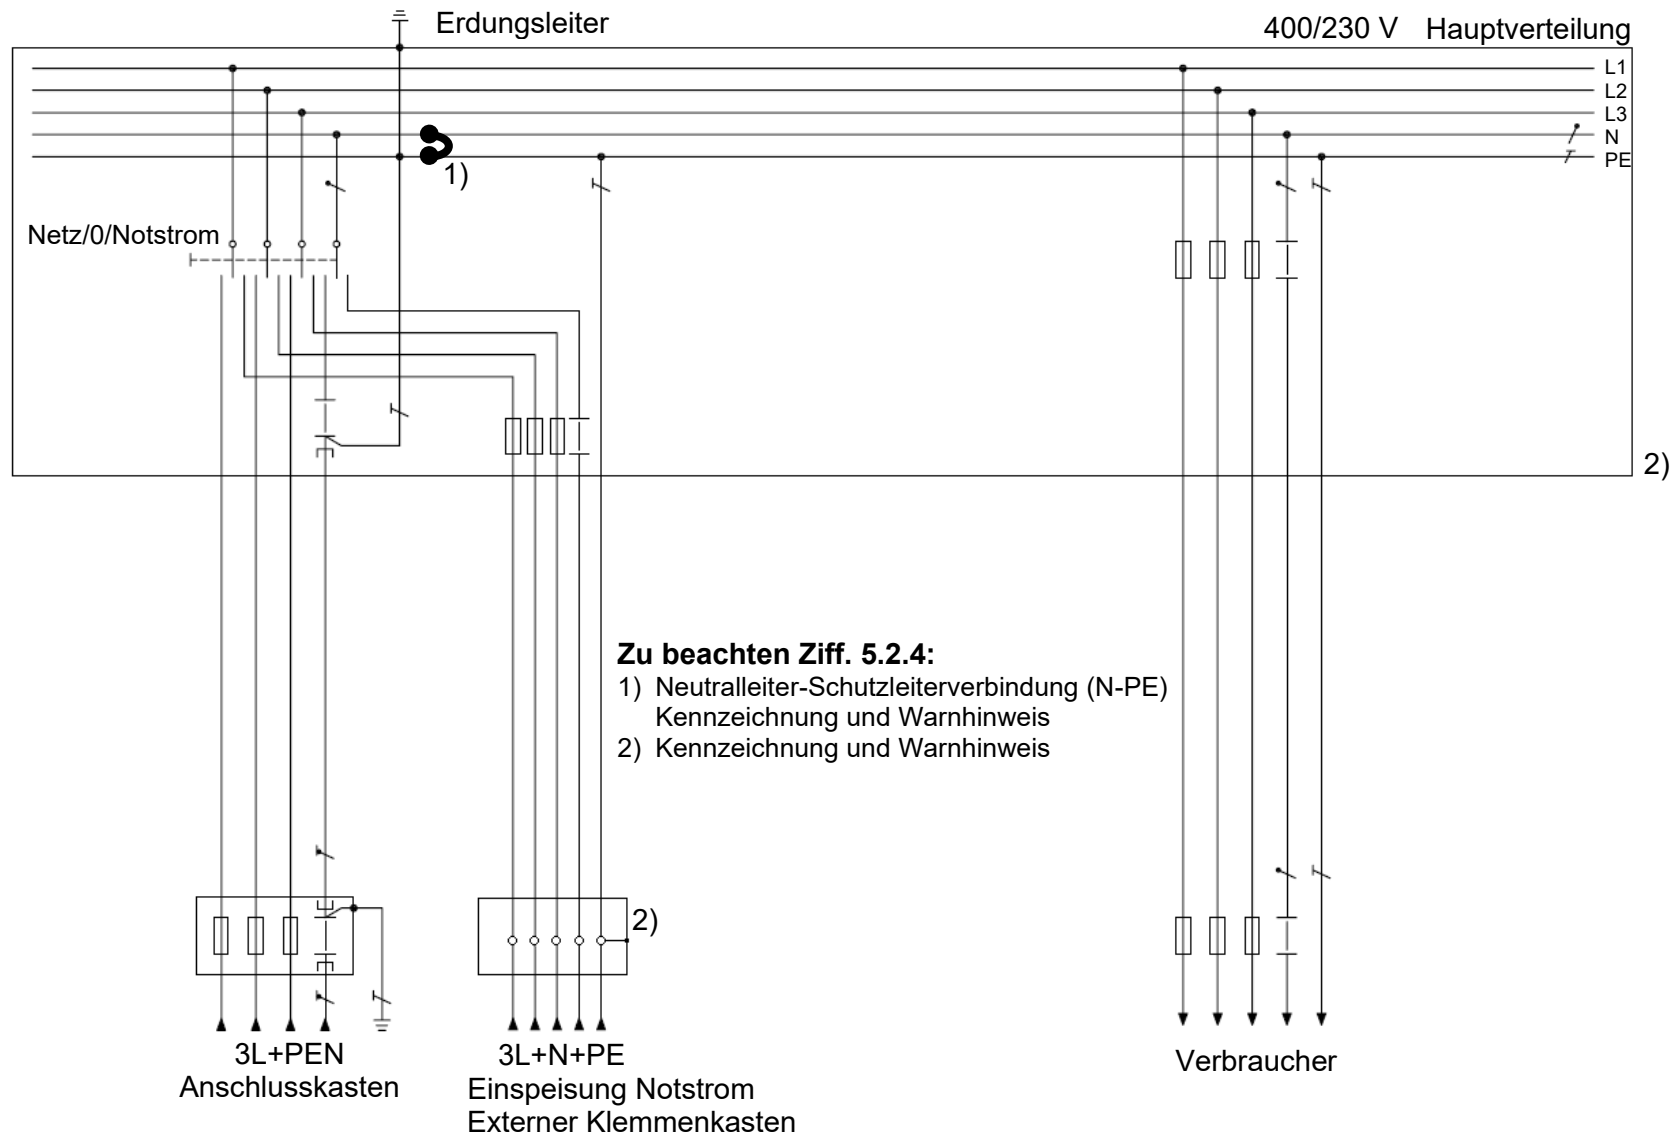 Erdungsleiter
400/230 V Hauptverteilung
L1
L2
L3
N
PE
1)
Netz/0/Notstrom
2)
Zu beachten Ziff. 5.2.4:
1) Neutralleiter-Schutzleiterverbindung (N-PE)
Kennzeichnung und Warnhinweis
2) Kennzeichnung und Warnhinweis
2)
3L+PEN
Anschlusskasten
3L+N+PE
Einspeisung Notstrom
Externer Klemmenkasten
Verbraucher